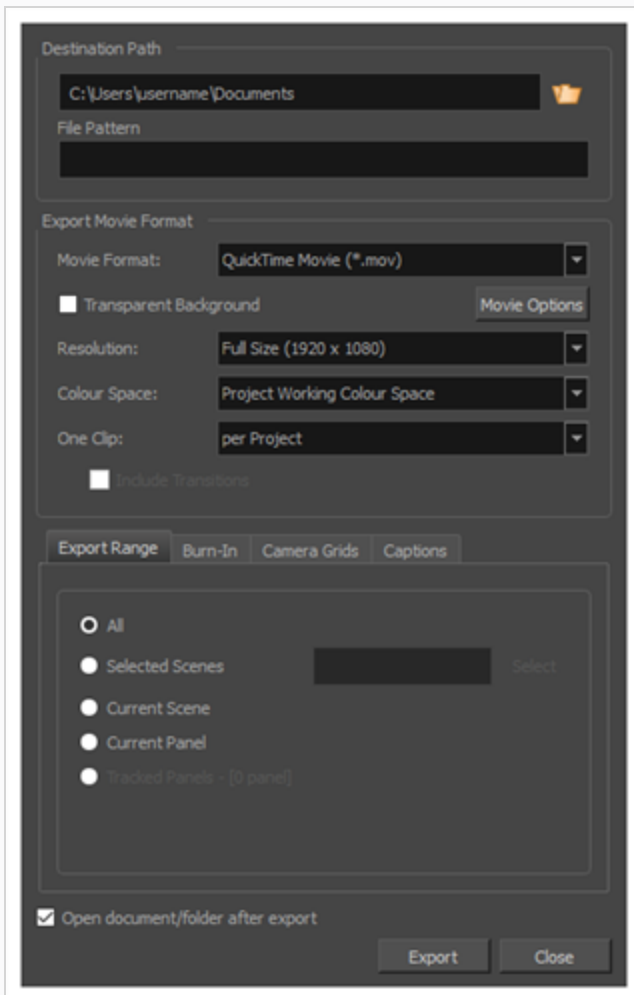 Destination Path
C:\Users\username\Documents
File Pattern
Export Movie Format
Movie Format: QuickTime Movie (*.mov)
Transparent Background Movie Options
Resolution: Full Size (1920 x 1080)
Colour Space: Project Working Colour Space
One Clip: per Project
Include Transitions
Export Range Burn-In Camera Grids Captions
All
Selected Scenes Select
Current Scene
Current Panel
Tracked Panels - [0 panel]
Open document/folder after export
Export Close